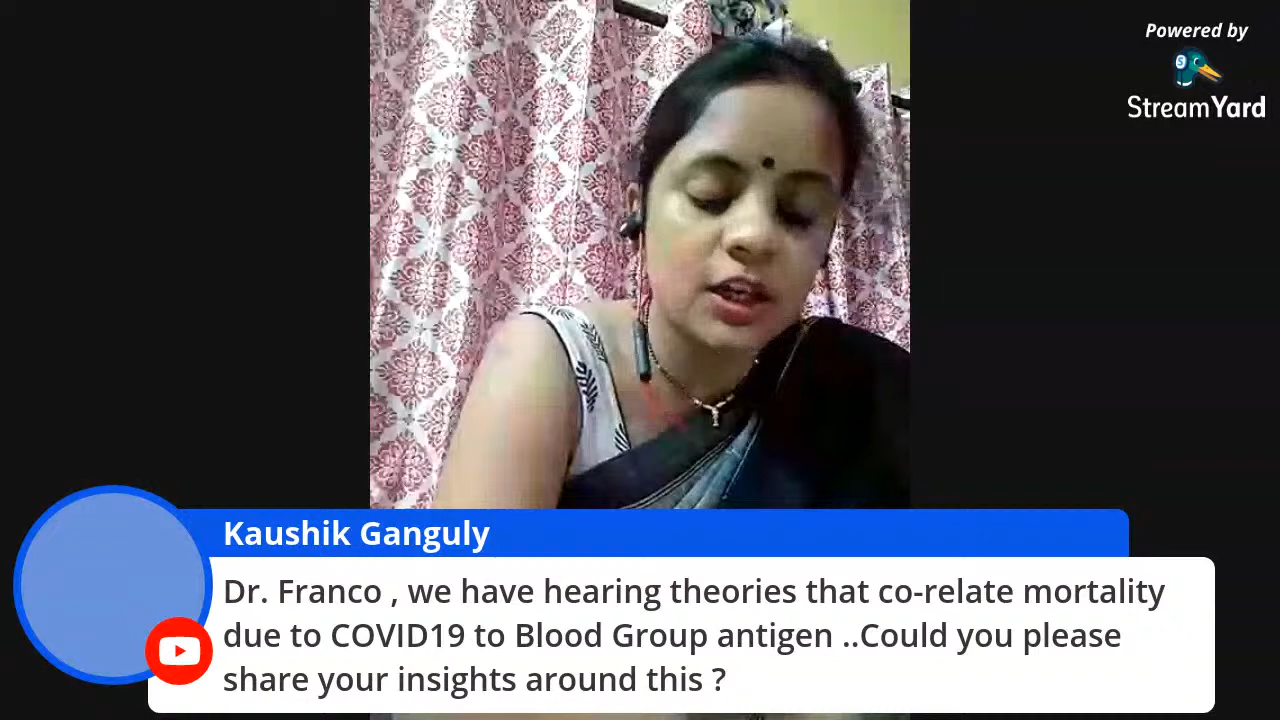 Powered by
StreamYard
Kaushik Ganguly
Dr. Franco , we have hearing theories that co-relate mortality
due to COVID19 to Blood Group antigen ..Could you please
share your insights around this ?